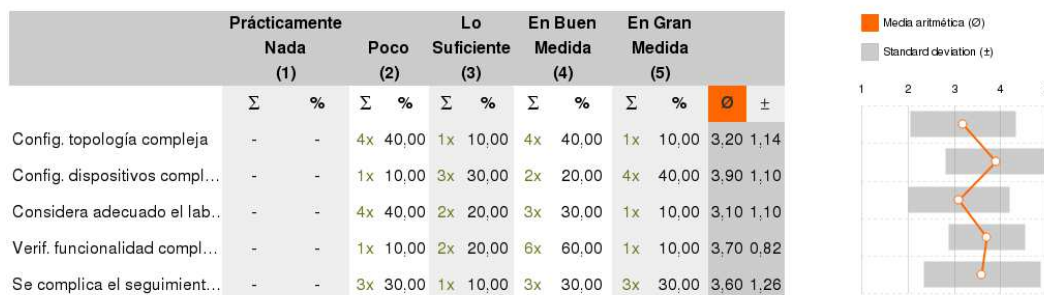 Prácticamente Nada (1) Poco (2) Lo Suficiente (3) En Buen Medida (4) En Gran Medida (5)
Σ % Σ % Σ % Σ % Σ % Ø ±
Config. topología compleja - - 4x 40,00 1x 10,00 4x 40,00 1x 10,00 3,20 1,14
Config. dispositivos compl... - - 1x 10,00 3x 30,00 2x 20,00 4x 40,00 3,90 1,10
Considera adecuado el lab.. - - 4x 40,00 2x 20,00 3x 30,00 1x 10,00 3,10 1,10
Verif. funcionalidad compl... - - 1x 10,00 2x 20,00 6x 60,00 1x 10,00 3,70 0,82
Se complica el seguimient... - - 3x 30,00 1x 10,00 3x 30,00 3x 30,00 3,60 1,26
Media aritmética (Ø)
Standard deviation (±)
1 2 3 4